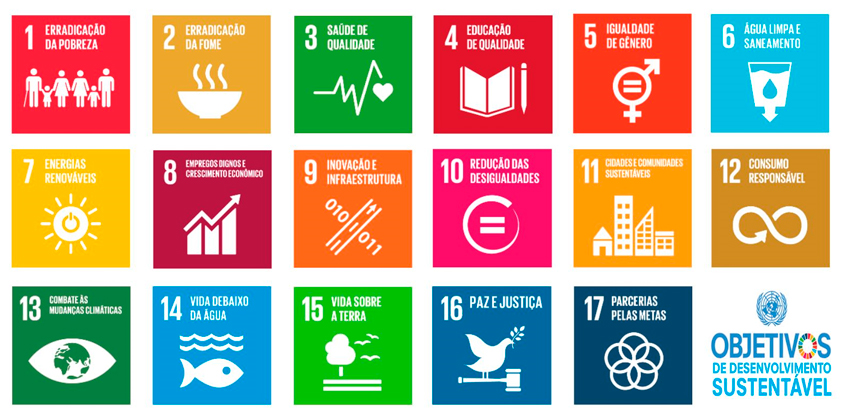 1 ERRADICAÇÃO
DA POBREZA
2 ERRADICAÇÃO
DA FOME
3 SAÚDE DE
QUALIDADE
4 EDUCAÇÃO
DE QUALIDADE
5 IGUALDADE
DE GÊNERO
6 ÁGUA LIMPA E
SANEAMENTO
7 ENERGIAS
RENOVÁVEIS
8 EMPREGOS DIGNOS E
CRESCIMENTO ECONÔMICO
9 INOVAÇÃO E
INFRAESTRUTURA
010
011
10 REDUÇÃO DAS
DESIGUALDADES
11 CIDADES E COMUNIDADES
SUSTENTÁVEIS
12 CONSUMO
RESPONSÁVEL
13 COMBATE ÀS
MUDANÇAS CLIMÁTICAS
14 VIDA DEBAIXO
DA ÁGUA
15 VIDA SOBRE
A TERRA
16 PAZ E JUSTIÇA
17 PARCERIAS
PELAS METAS
OBJETIVOS
DE DESENVOLVIMENTO
SUSTENTÁVEL